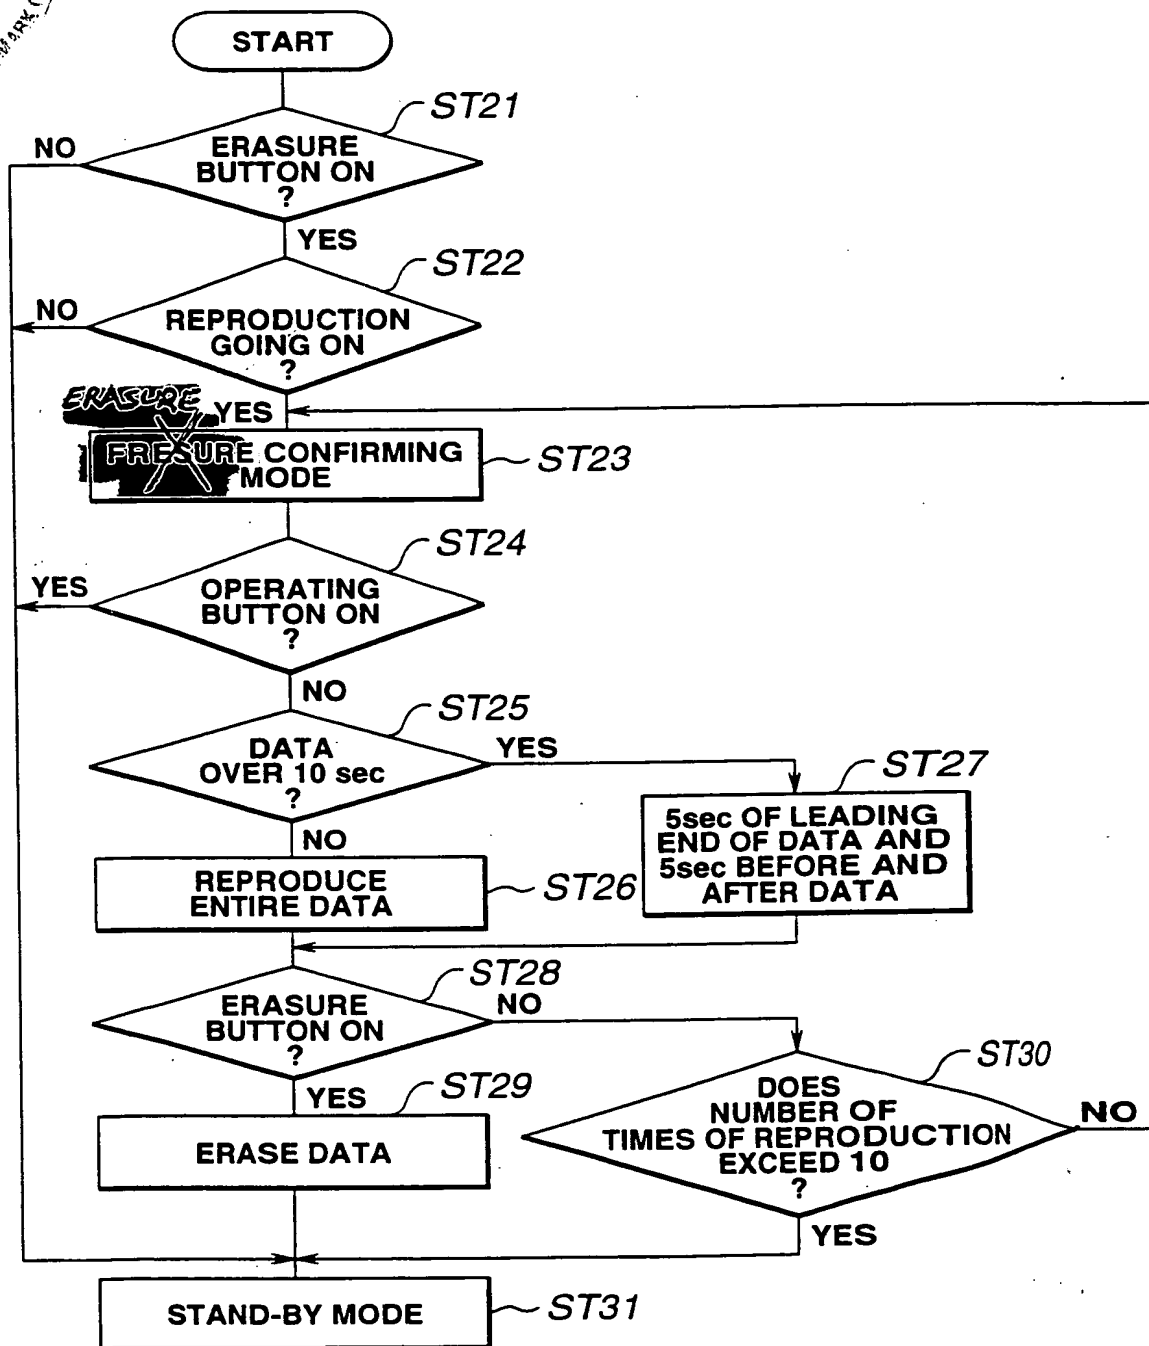 MARK
START
ST21
NO
ERASURE
BUTTON ON
?
YES
ST22
NO
REPRODUCTION
GOING ON
?
ERASURE
YES
FRESURE CONFIRMING
MODE
ST23
ST24
YES
OPERATING
BUTTON ON
?
NO
ST25
DATA
OVER 10 sec
?
YES
ST27
5sec OF LEADING
END OF DATA AND
5sec BEFORE AND
AFTER DATA
NO
REPRODUCE
ENTIRE DATA
ST26
ST28
ERASURE
BUTTON ON
?
NO
ST30
DOES
NUMBER OF
TIMES OF REPRODUCTION
EXCEED 10
?
NO
YES
ST29
ERASE DATA
YES
STAND-BY MODE
ST31